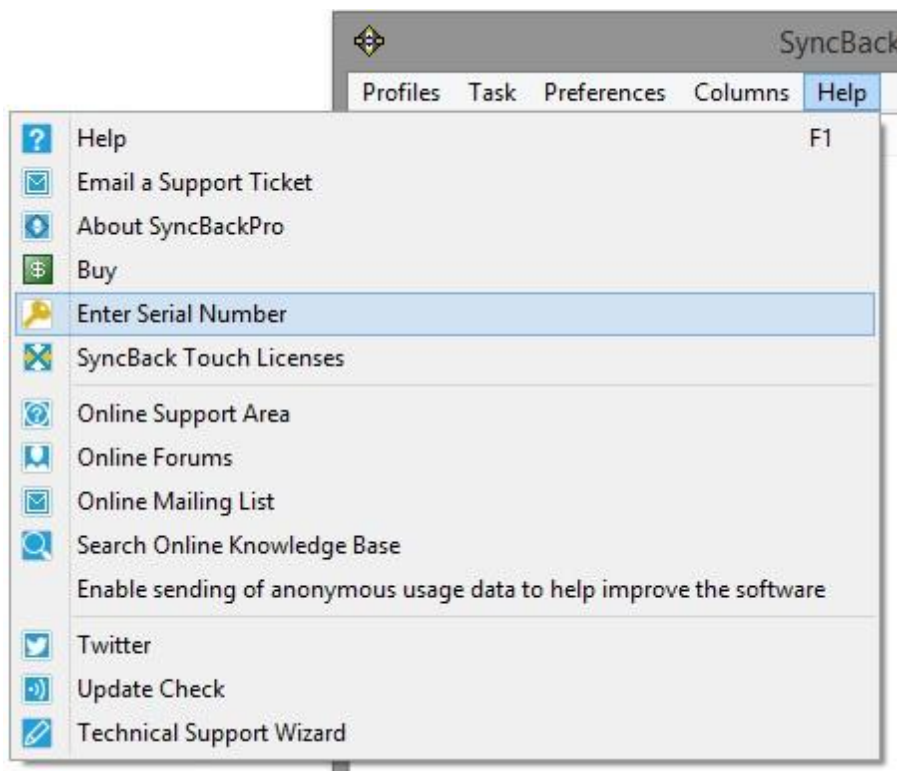 SyncBack
Profiles Task Preferences Columns Help
Help F1
Email a Support Ticket
About SyncBackPro
Buy
Enter Serial Number
SyncBack Touch Licenses
Online Support Area
Online Forums
Online Mailing List
Search Online Knowledge Base
Enable sending of anonymous usage data to help improve the software
Twitter
Update Check
Technical Support Wizard